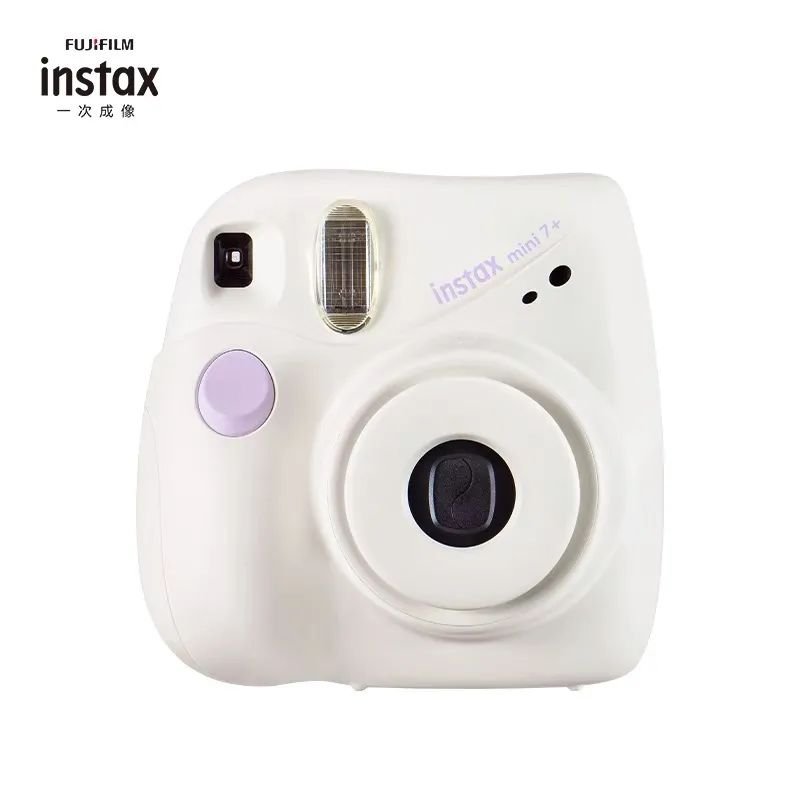 FUJIFILM
instax
一次成像
instax mini 7+